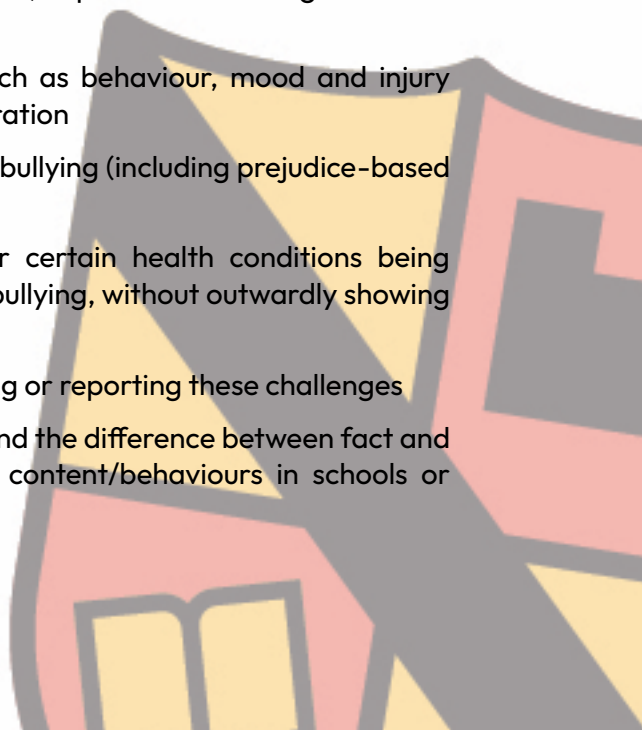 ch as behaviour, mood and injury
ration
bullying (including prejudice-based
r certain health conditions being
bullying, without outwardly showing
g or reporting these challenges
nd the difference between fact and
content/behaviours in schools or